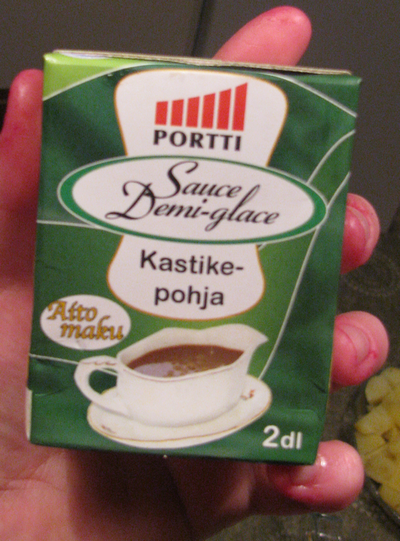 PORTTI
Sauce
Demi-glace
Kastike-
pohja
Aito
maku
2dl